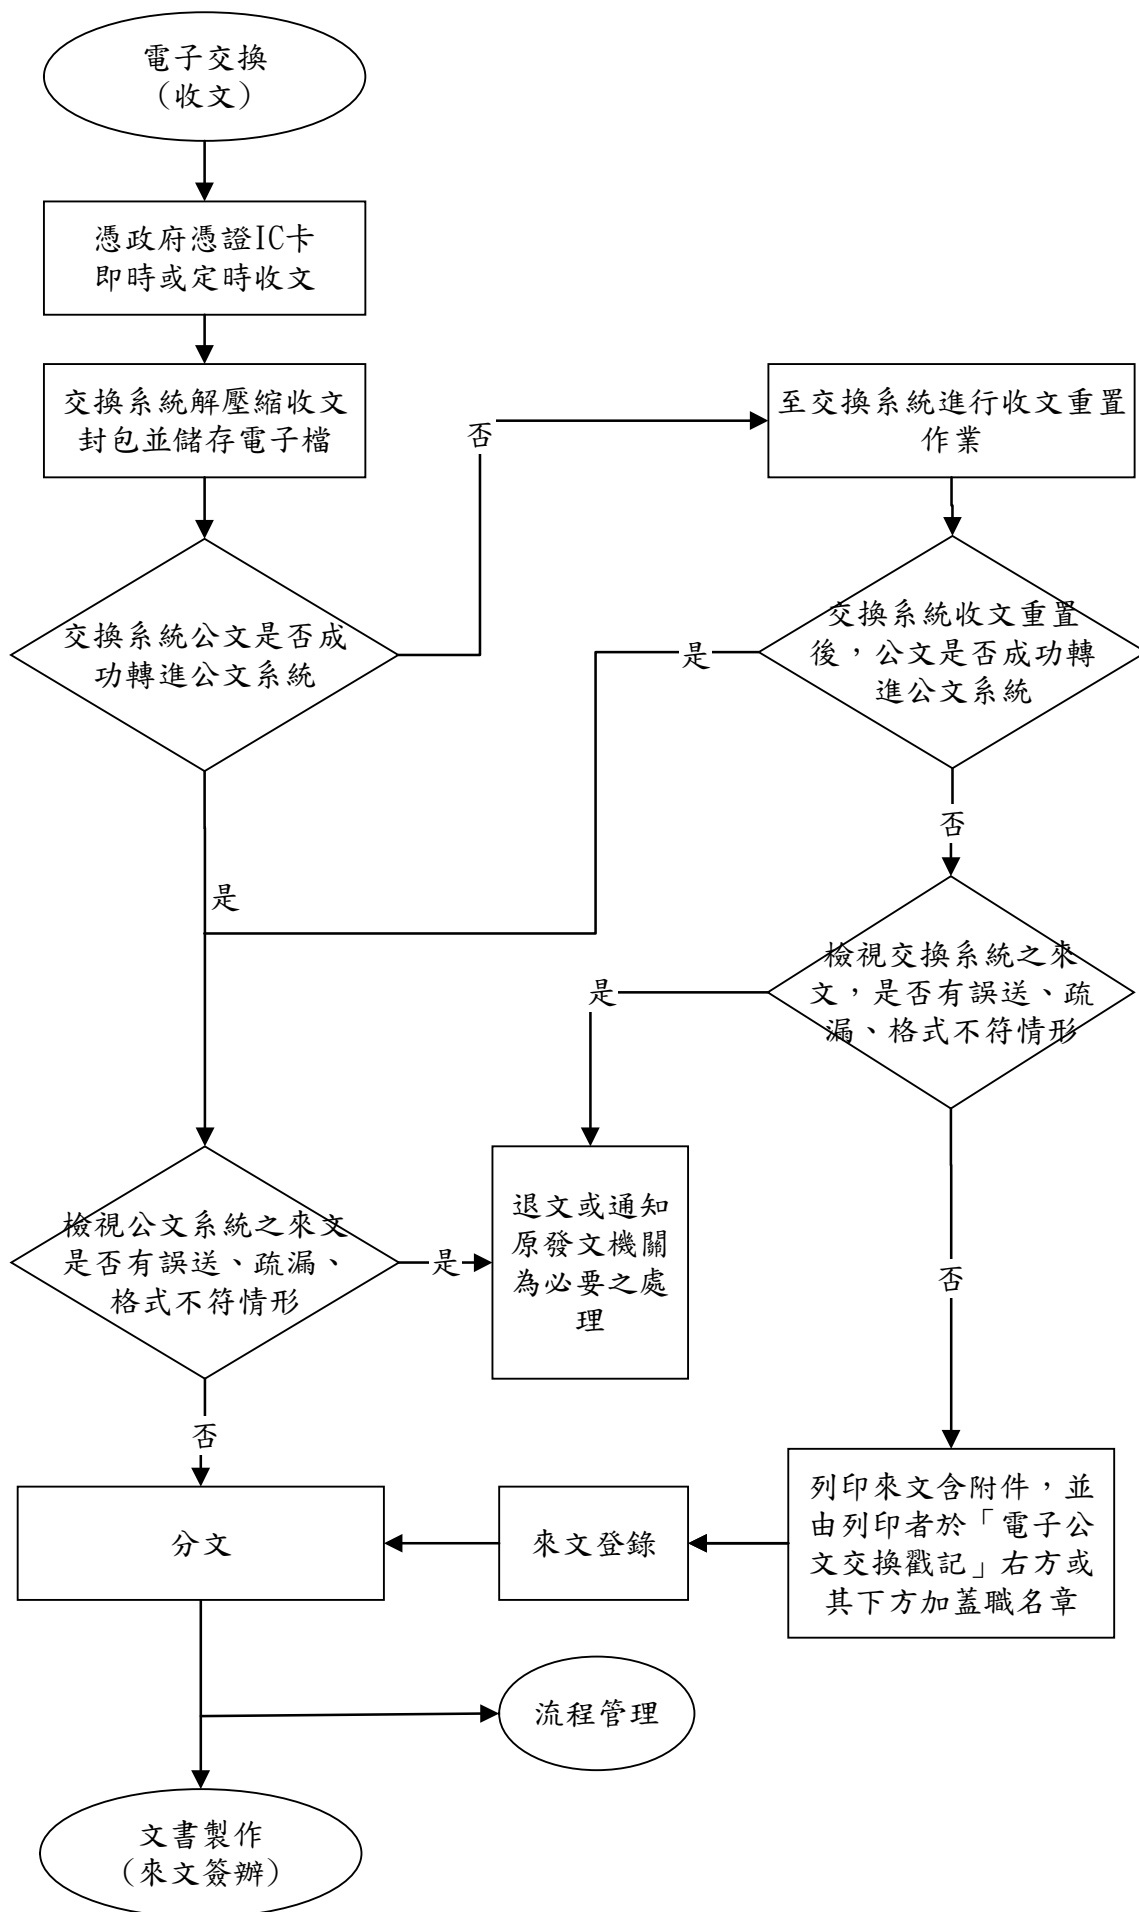 電子交換
(收文)
憑政府憑證IC卡
即時或定時收文
交換系統解壓縮收文
封包並儲存電子檔
否
至交換系統進行收文重置
作業
交換系統公文是否成
功轉進公文系統
是
交換系統收文重置
後，公文是否成功轉
進公文系統
否
是
檢視交換系統之來
文，是否有誤送、疏
漏、格式不符情形
是
檢視公文系統之來文
是否有誤送、疏漏、
格式不符情形
是
退文或通知
原發文機關
為必要之處
理
否
否
分文
來文登錄
列印來文含附件，並
由列印者於「電子公
文交換戳記」右方或
其下方加蓋職名章
流程管理
文書製作
(來文簽辦)